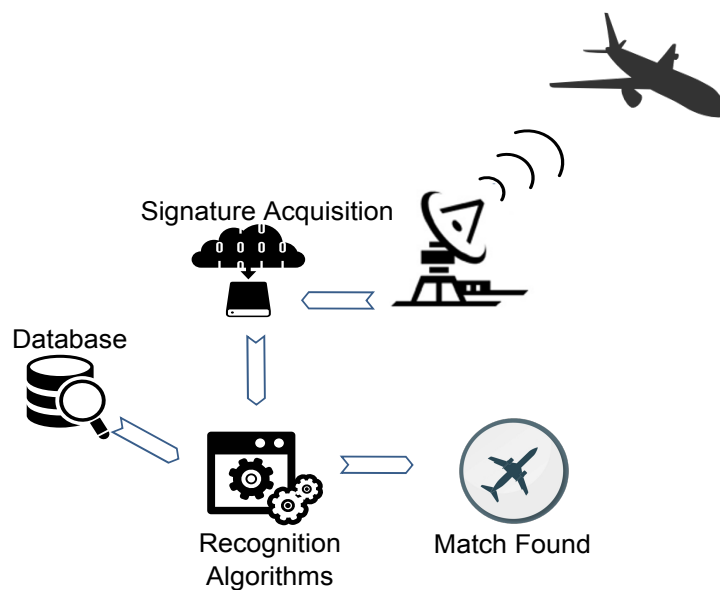 Signature Acquisition
Database
Recognition
Algorithms
Match Found